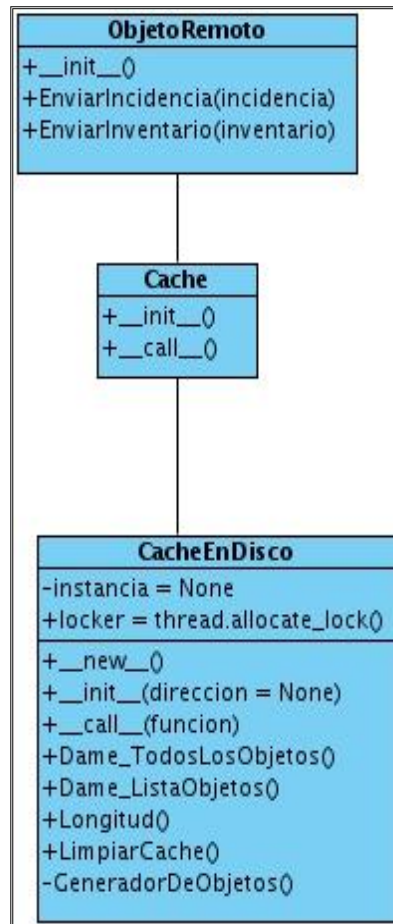 ObjetoRemoto
+__init__()
+EnviarIncidencia(incidencia)
+EnviarInventario(inventario)
Cache
+__init__()
+__call__()
CacheEnDisco
-instancia = None
+locker = thread.allocate_lock()
+__new__()
+__init__(direccion = None)
+__call__(funcion)
+Dame_TodosLosObjetos()
+Dame_ListaObjetos()
+Longitud()
+LimpiarCache()
-GeneradorDeObjetos()